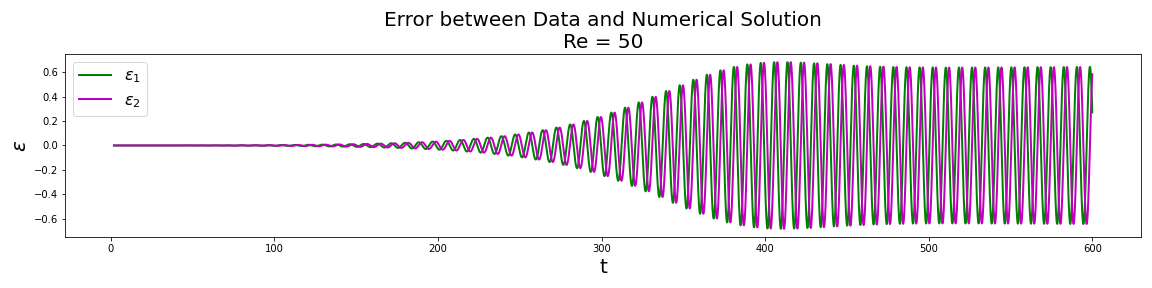 Error between Data and Numerical Solution
Re = 50
ε₁
ε₂
0.6
0.4
0.2
0.0
−0.2
−0.4
−0.6
ε
0 100 200 300 400 500 600
t